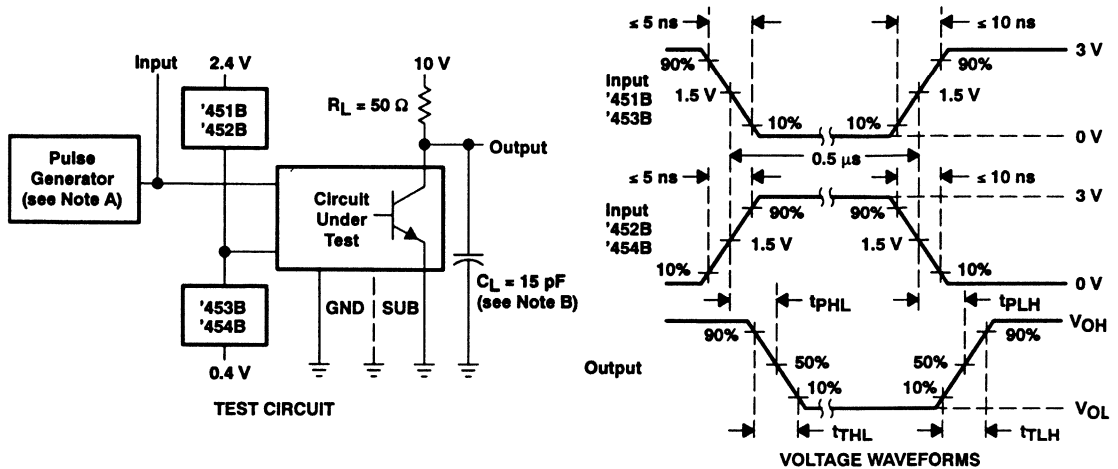 Input
2.4 V
'451B
'452B
Pulse
Generator
(see Note A)
10 V
RL = 50 Ω
Output
Circuit
Under
Test
CL = 15 pF
(see Note B)
GND
SUB
'453B
'454B
0.4 V
TEST CIRCUIT
≤ 5 ns
≤ 10 ns
3 V
90%
90%
Input
'451B
'453B
1.5 V
1.5 V
10%
10%
0 V
0.5 μs
≤ 5 ns
≤ 10 ns
3 V
Input
'452B
'454B
90%
90%
1.5 V
1.5 V
10%
10%
0 V
tPHL
tPLH
VOH
90%
90%
Output
50%
50%
10%
10%
VOL
tTHL
tTLH
VOLTAGE WAVEFORMS